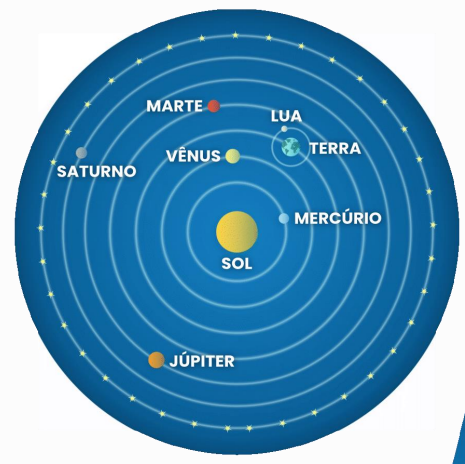 MARTE
LUA
TERRA
VÊNUS
SATURNO
MERCÚRIO
SOL
JÚPITER